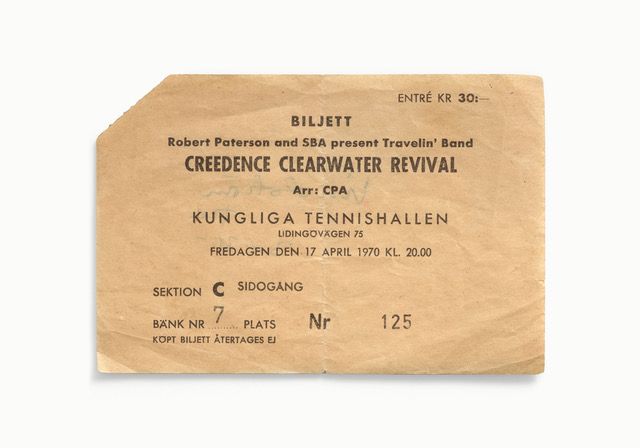 ENTRÉ KR 30:—
BILJETT
Robert Paterson and SBA present Travelin' Band
CREEDENCE CLEARWATER REVIVAL
Arr: CPA
KUNGLIGA TENNISHALLEN
LIDINGÖVÄGEN 75
FREDAGEN DEN 17 APRIL 1970 KL. 20.00
SEKTION C SIDOGÅNG
BÄNK NR 7 PLATS Nr 125
KÖPT BILJETT ÅTERTAGES EJ